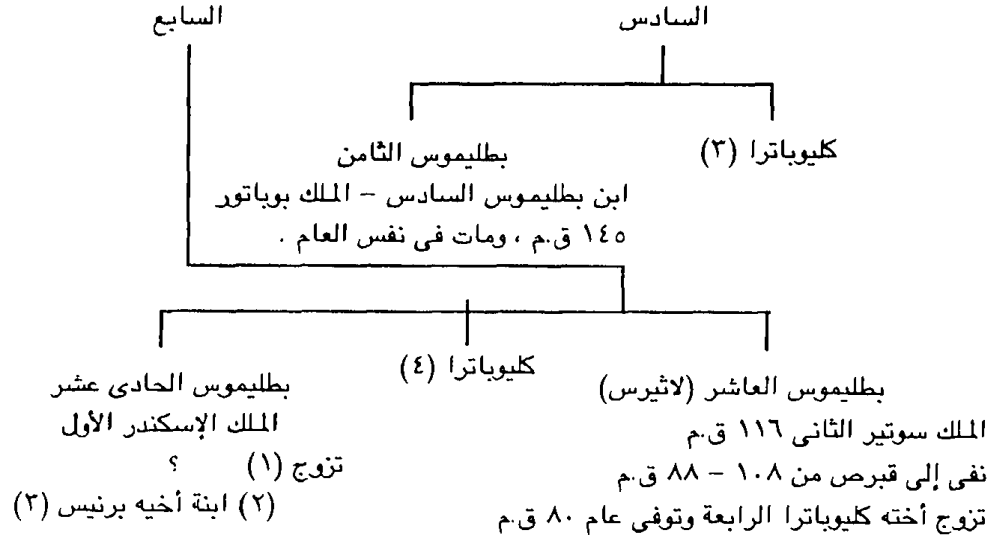 السادس
السابع
كليوباترا (٣)
بطليموس الثامن
ابن بطليموس السادس – الملك بوباتور
١٤٥ ق.م ، ومات فى نفس العام .
بطليموس العاشر (لاثيرس)
الملك سوتير الثانى ١١٦ ق.م
نفى إلى قبرص من ١٠٨ – ٨٨ ق.م
تزوج أخته كليوباترا الرابعة وتوفى عام ٨٠ ق.م
كليوباترا (٤)
بطليموس الحادى عشر
الملك الإسكندر الأول
تزوج (١) ؟
(٢) ابنة أخيه برنيس (٣)